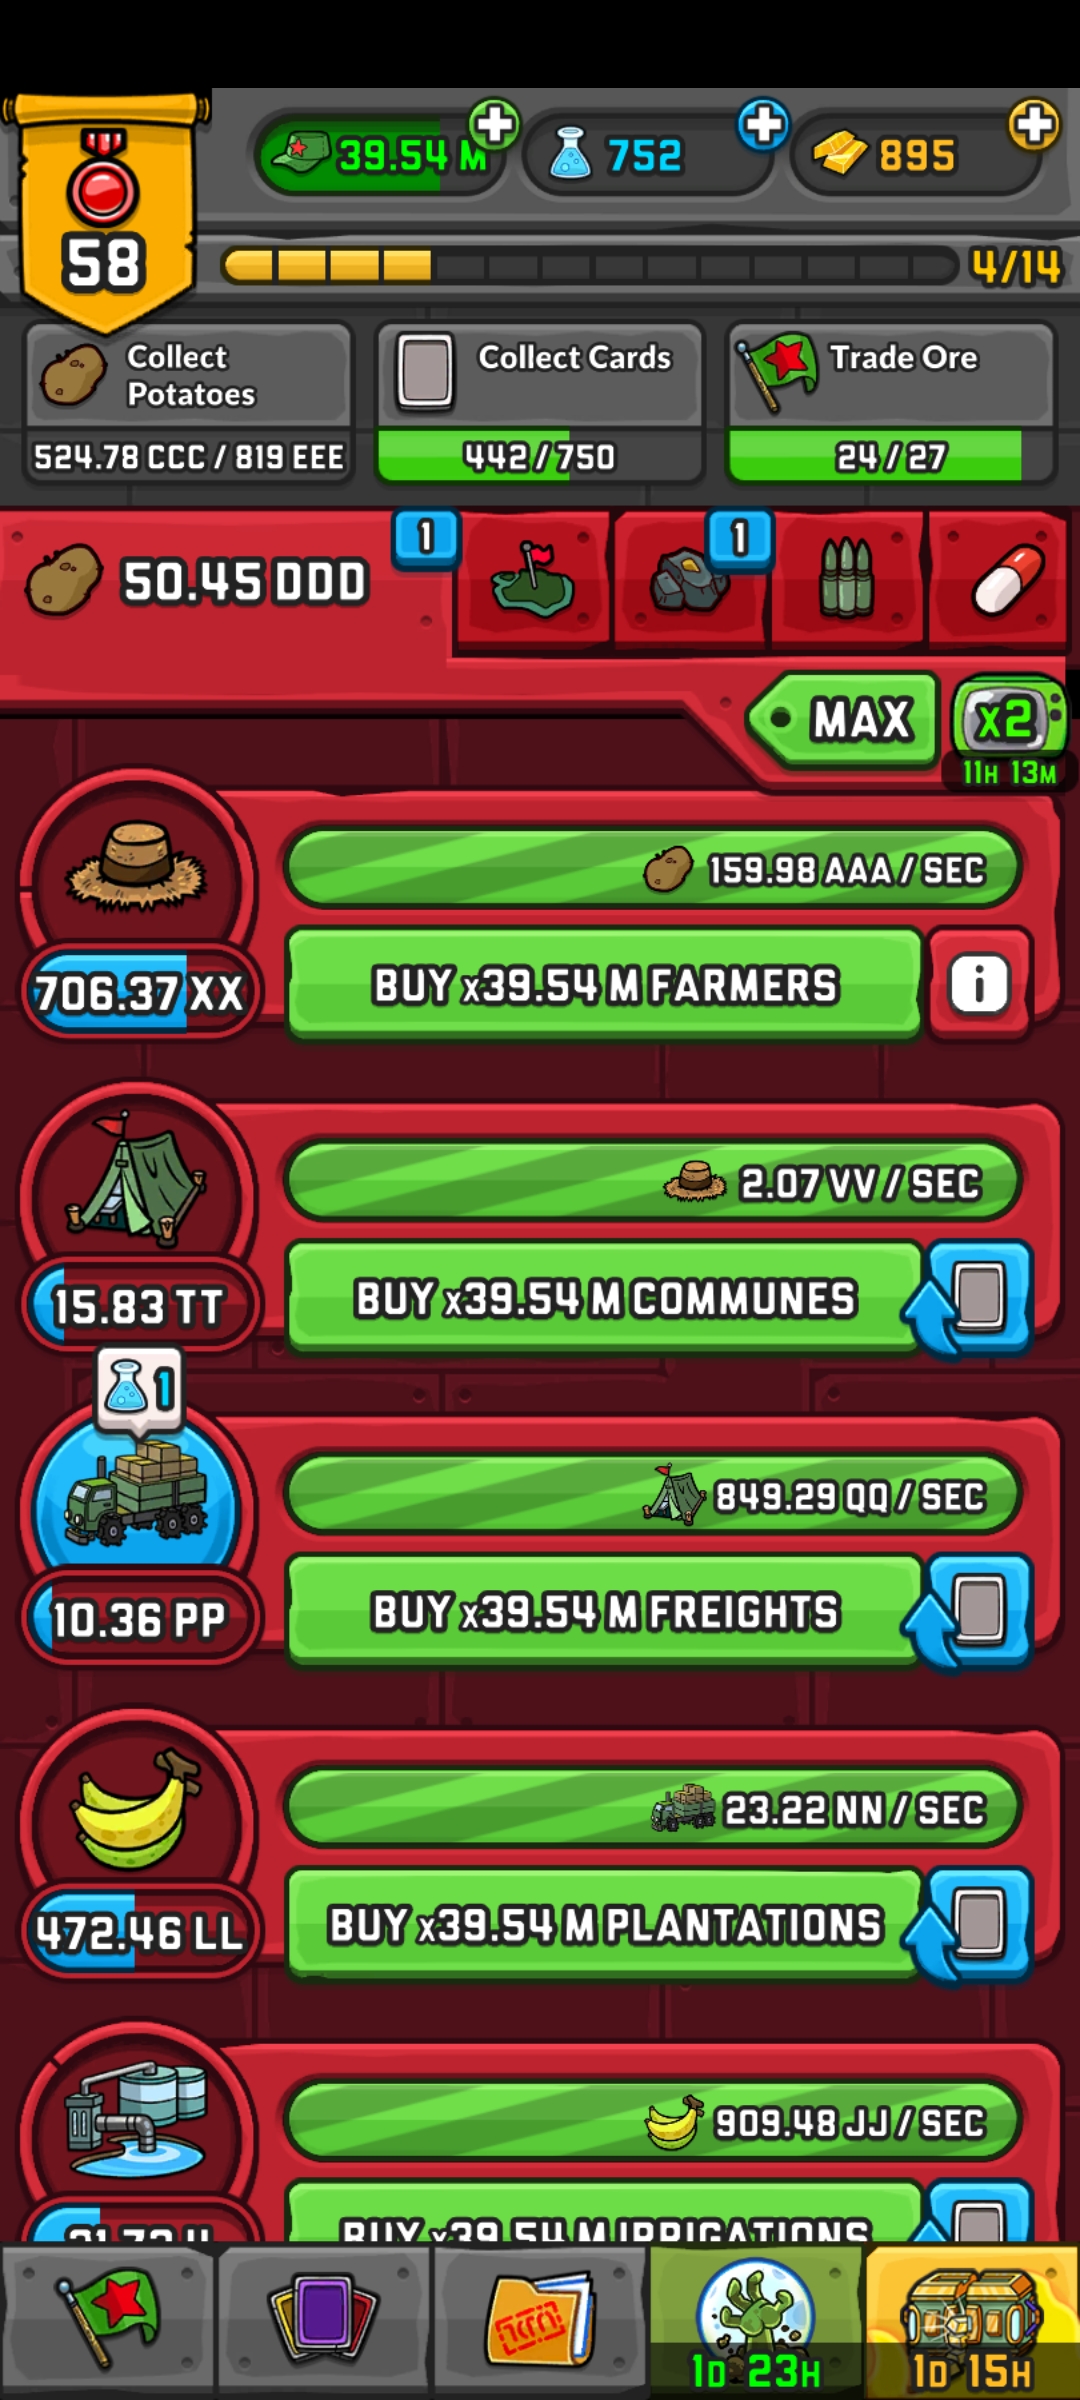 39.54 M
752
895
58
4/14
Collect
Potatoes
524.78 CCC / 819 EEE
Collect Cards
442/750
Trade Ore
24/27
50.45 DDD
1
1
MAX
x2
11H 13M
159.98 AAA / SEC
706.37 XX
BUY x39.54 M FARMERS
i
2.07 VV / SEC
15.83 TT
BUY x39.54 M COMMUNES
1
849.29 QQ / SEC
10.36 PP
BUY x39.54 M FREIGHTS
23.22 NN / SEC
472.46 LL
BUY x39.54 M PLANTATIONS
909.48 JJ / SEC
BUY x39.54 M IRRIGATIONS
1D 23H
1D 15H